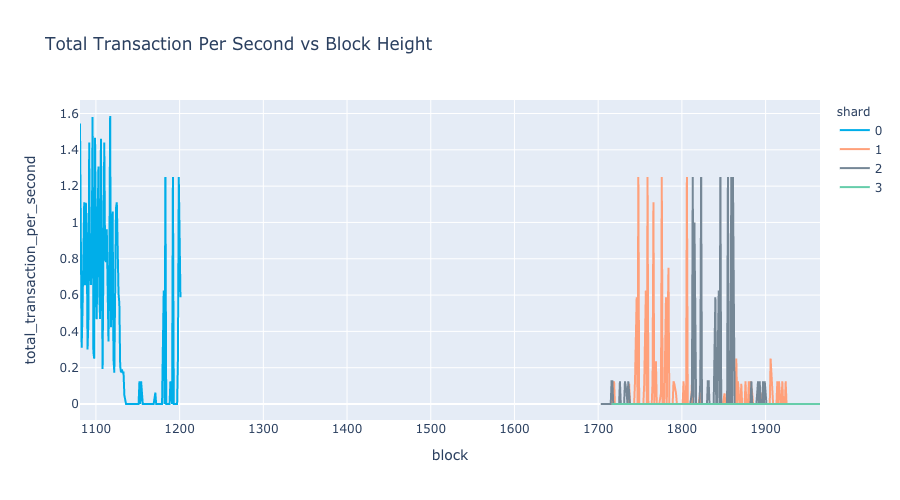 Total Transaction Per Second vs Block Height
total_transaction_per_second
1.6
1.4
1.2
1
0.8
0.6
0.4
0.2
0
1100 1200 1300 1400 1500 1600 1700 1800 1900
block
shard
0
1
2
3